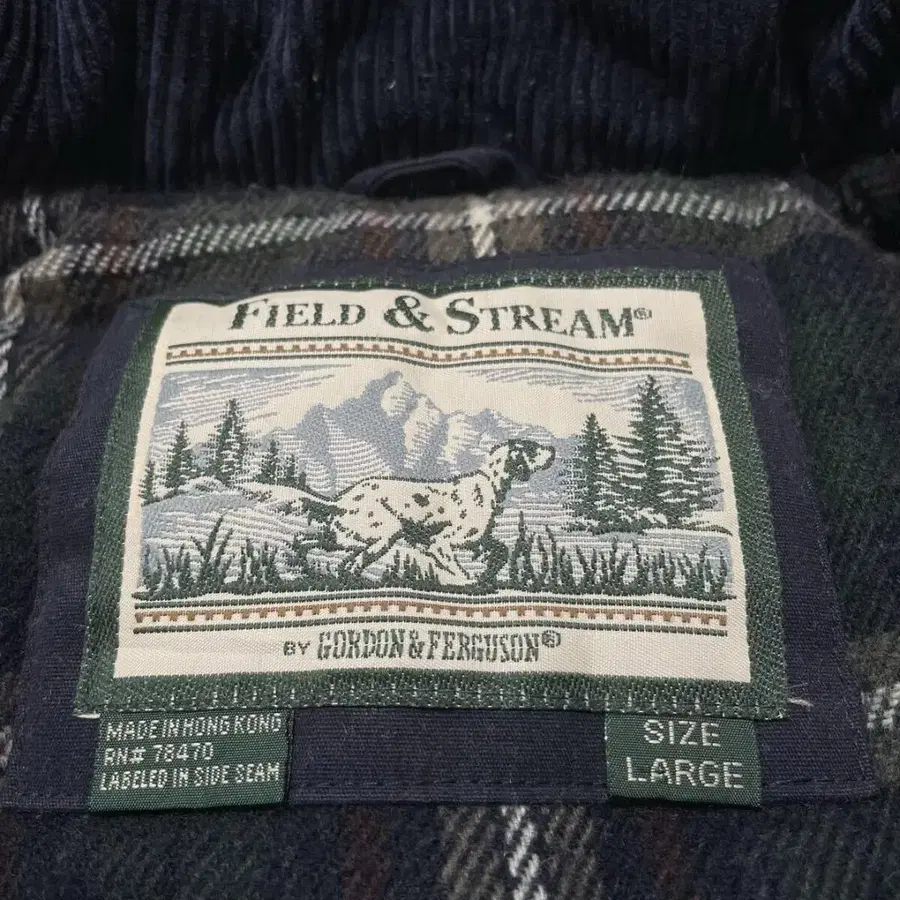 FIELD & STREAM®
BY GORDON & FERGUSON®
MADE IN HONG KONG
RN# 78470
LABELED IN SIDE SEAM
SIZE
LARGE